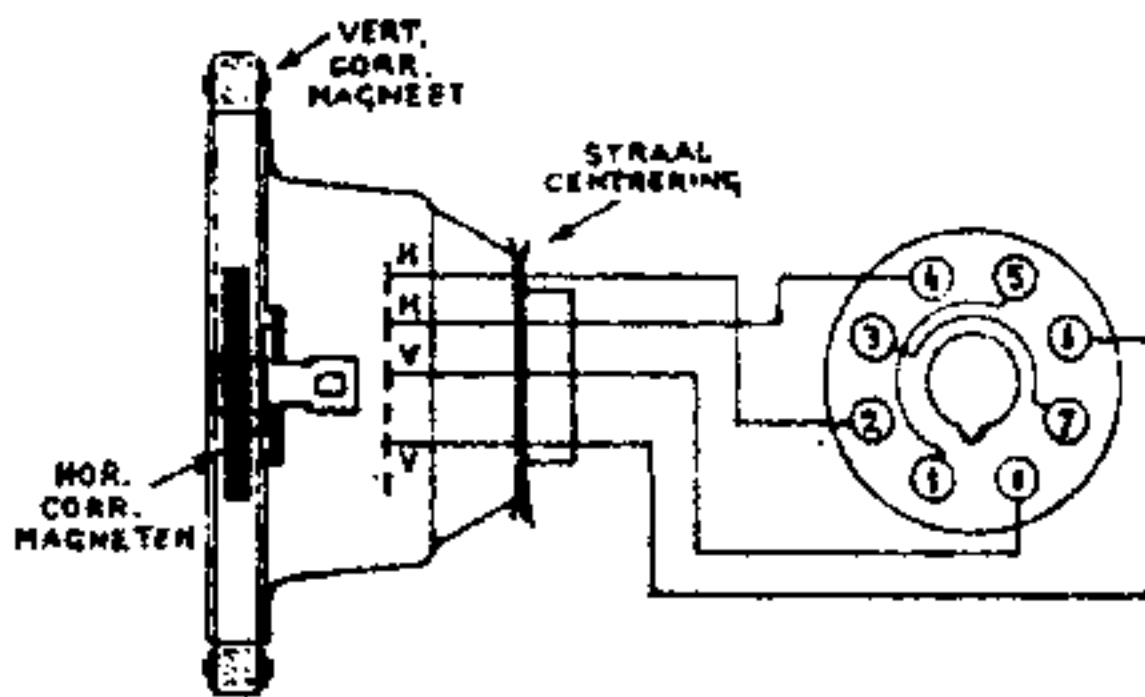 VERT.
CORR.
MAGNEET
STRAAL
CENTRERING
H
H
V
V
4
5
3
6
2
7
1
8
HOR.
CORR.
MAGNETEN